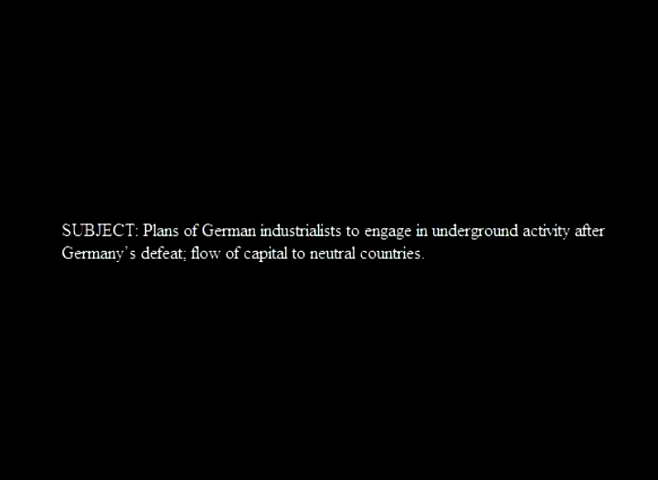 SUBJECT: Plans of German industrialists to engage in underground activity after
Germany's defeat; flow of capital to neutral countries.